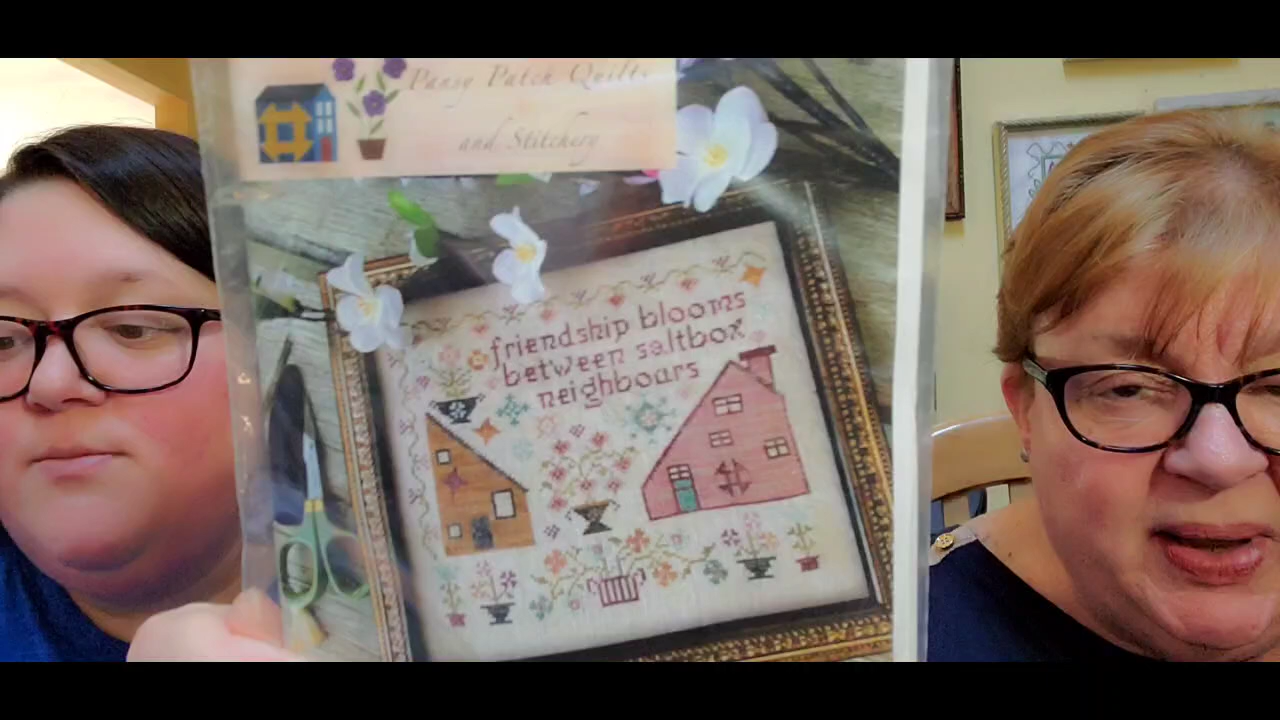 Pansy Patch Quilts
and Stitchery
friendship blooms
between saltbox
neighbours